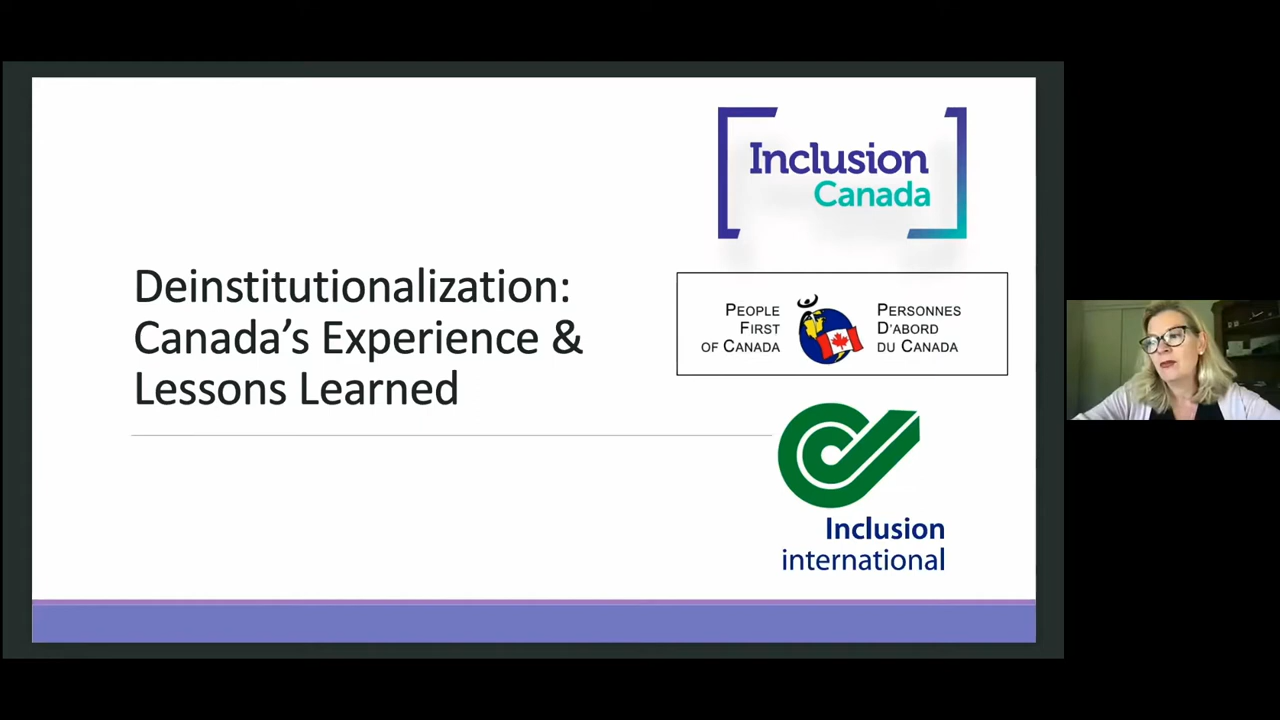 Inclusion
Canada
Deinstitutionalization:
Canada's Experience &
Lessons Learned
PEOPLE
FIRST
OF CANADA
PERSONNES
D'ABORD
DU CANADA
Inclusion
international